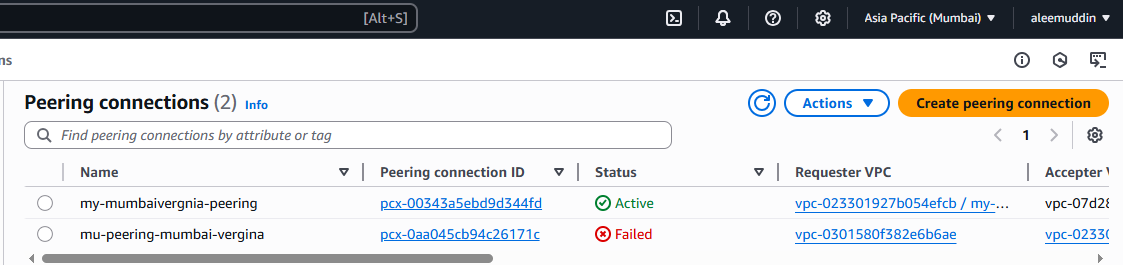 [Alt+S] Asia Pacific (Mumbai) aleemuddin
ns
Peering connections (2) Info Actions Create peering connection
Find peering connections by attribute or tag 1
Name Peering connection ID Status Requester VPC Accepter V
my-mumbaivergnia-peering pcx-00343a5ebd9d344fd Active vpc-023301927b054efcb / my-... vpc-07d28
mu-peering-mumbai-vergina pcx-0aa045cb94c26171c Failed vpc-0301580f382e6b6ae vpc-02330